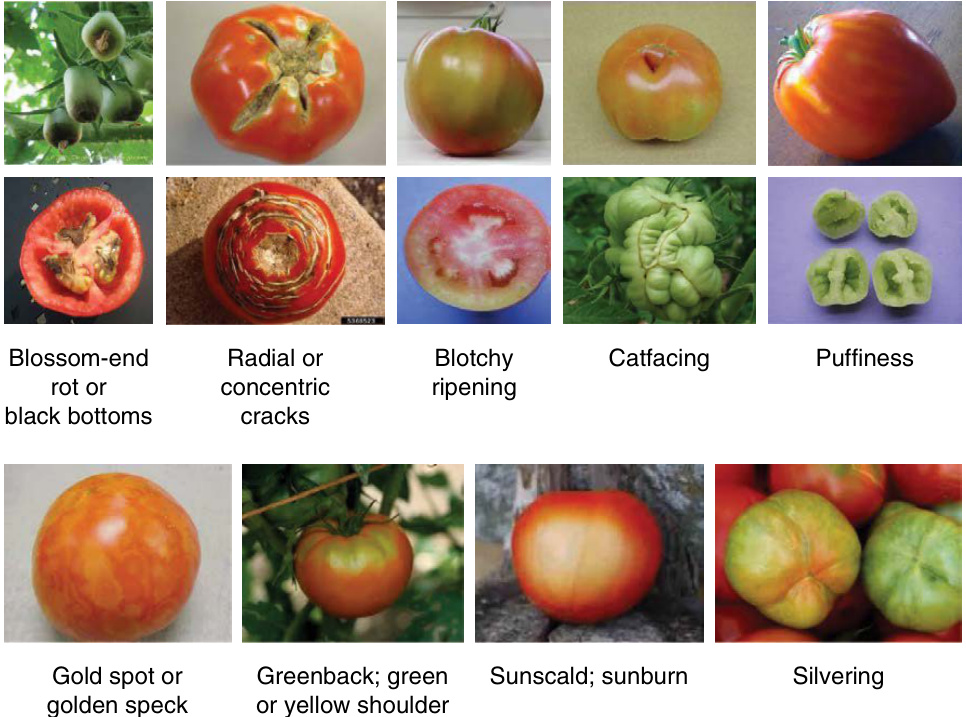 5368523
Blossom-end
rot or
black bottoms
Radial or
concentric
cracks
Blotchy
ripening
Catfacing
Puffiness
Gold spot or
golden speck
Greenback; green
or yellow shoulder
Sunscald; sunburn
Silvering